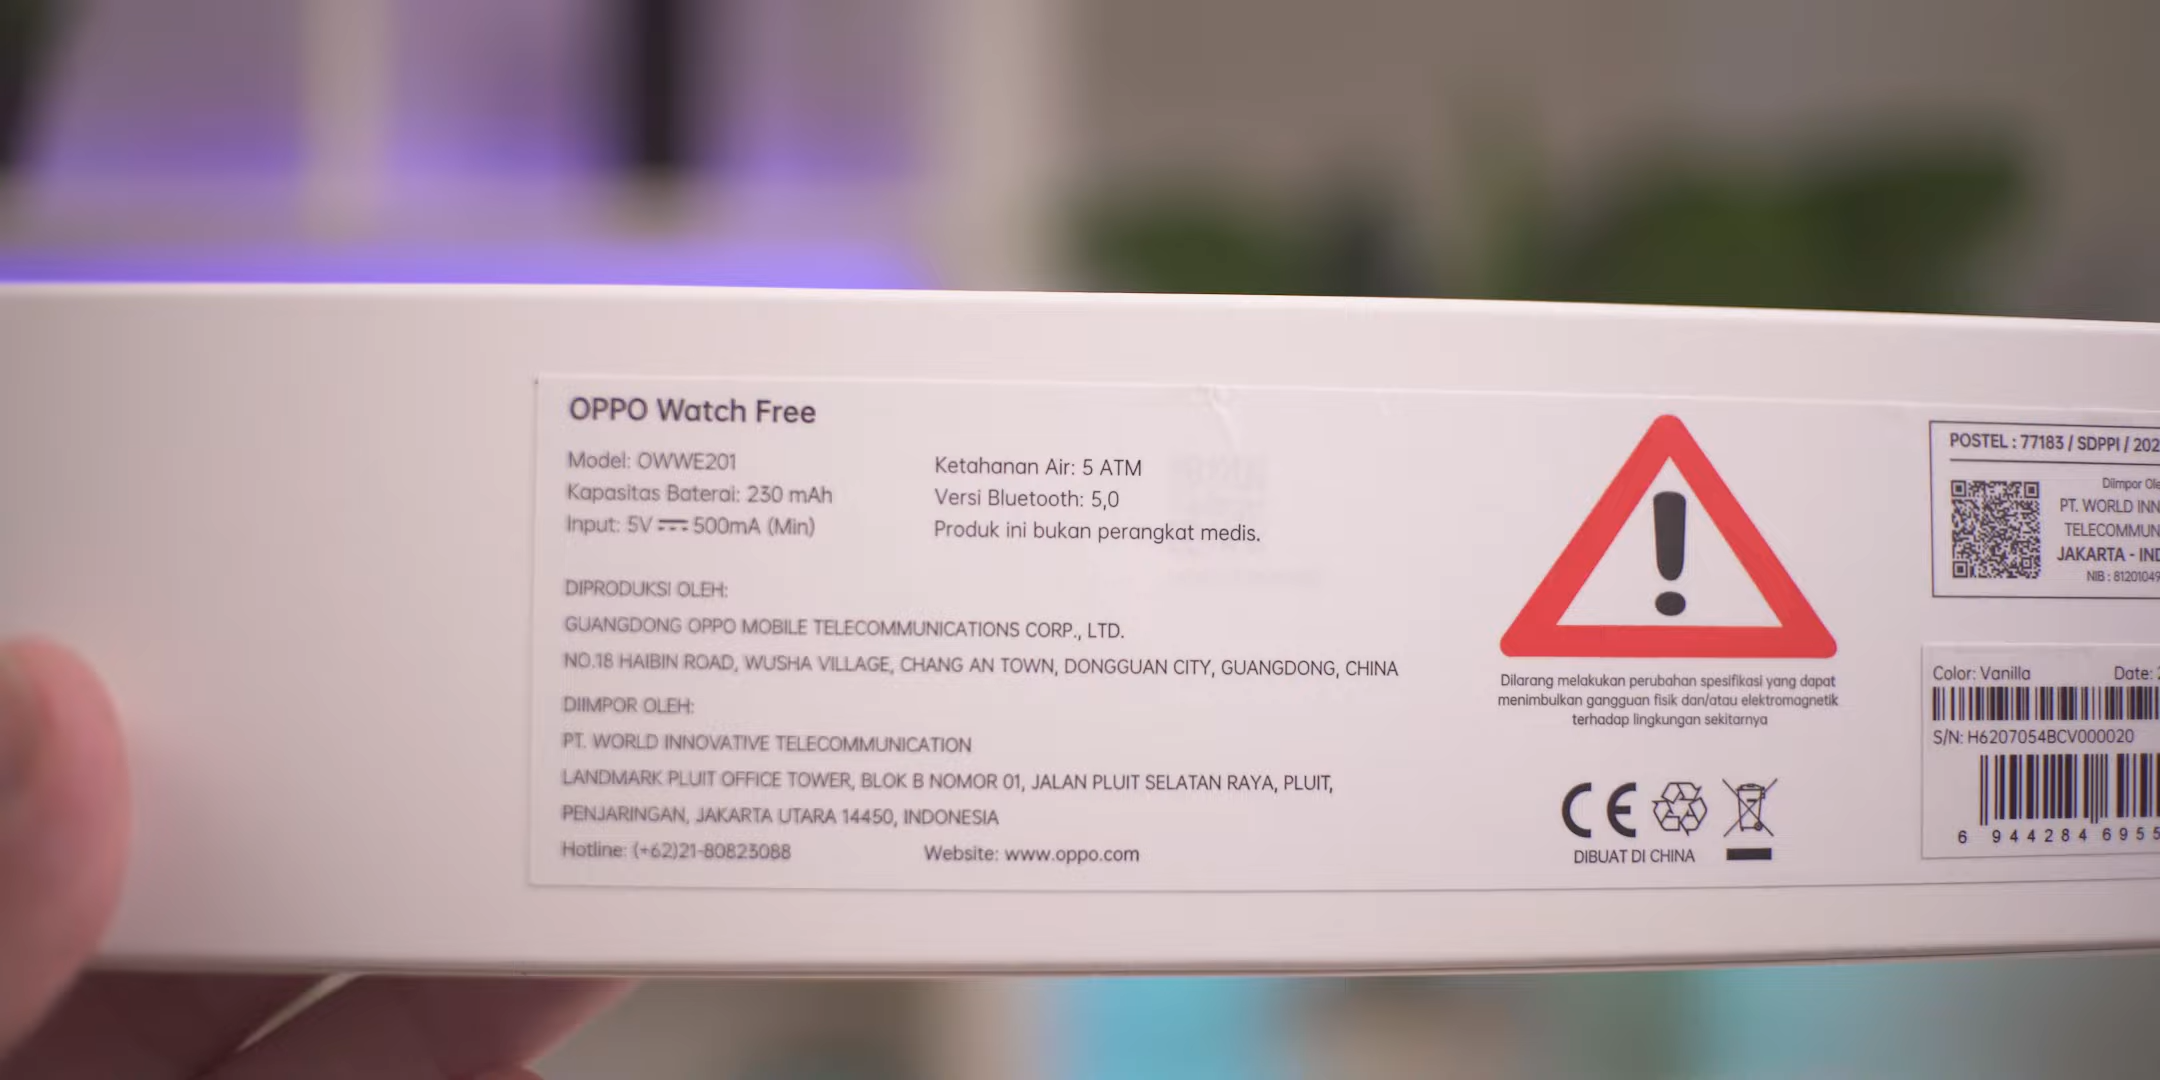 OPPO Watch Free
Model: OWWE201
Kapasitas Baterai: 230 mAh
Input: 5V 500mA (Min)
Ketahanan Air: 5 ATM
Versi Bluetooth: 5,0
Produk ini bukan perangkat medis.
DIPRODUKSI OLEH:
GUANGDONG OPPO MOBILE TELECOMMUNICATIONS CORP., LTD.
NO.18 HAIBIN ROAD, WUSHA VILLAGE, CHANG AN TOWN, DONGGUAN CITY, GUANGDONG, CHINA
DIIMPOR OLEH:
PT. WORLD INNOVATIVE TELECOMMUNICATION
LANDMARK PLUIT OFFICE TOWER, BLOK B NOMOR 01, JALAN PLUIT SELATAN RAYA, PLUIT,
PENJARINGAN, JAKARTA UTARA 14450, INDONESIA
Hotline: (+62)21-80823088
Website: www.oppo.com
Dilarang melakukan perubahan spesifikasi yang dapat
menimbulkan gangguan fisik dan/atau elektromagnetik
terhadap lingkungan sekitarnya
CE
DIBUAT DI CHINA
POSTEL : 77183 / SDPPI / 202
Diimpor Ole
PT. WORLD INN
TELECOMMUN
JAKARTA - IND
NIB : 81201049
Color: Vanilla
Date: 2
S/N: H6207054BCV000020
6 944284 6955